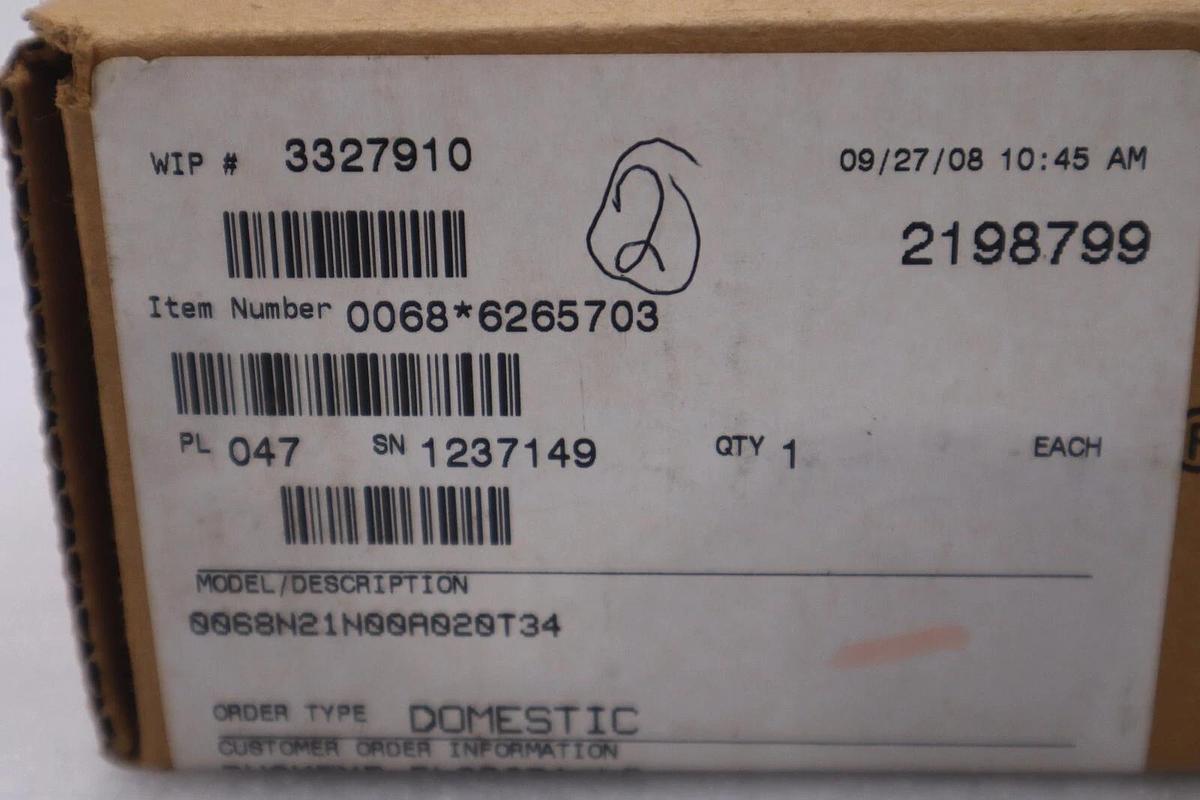 WIP # 3327910
2
09/27/08 10:45 AM
2198799
Item Number 0068*6265703
PL 047 SN 1237149 QTY 1 EACH
MODEL/DESCRIPTION
0068N21N00A020T34
ORDER TYPE DOMESTIC
CUSTOMER ORDER INFORMATION